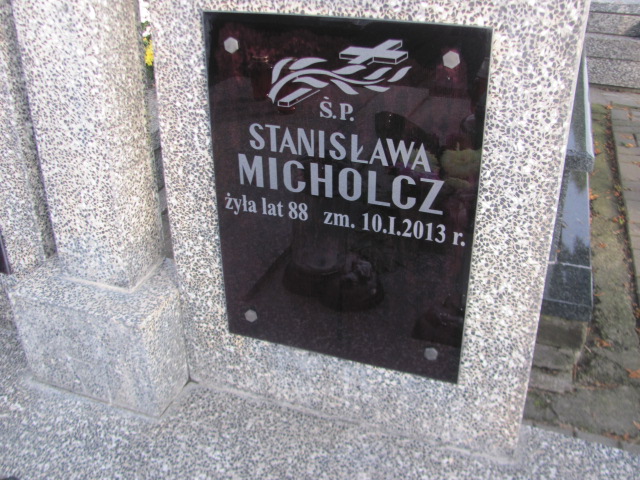 Ś.P.
STANISŁAWA
MICHOLCZ
żyła lat 88 zm. 10.I.2013 r.